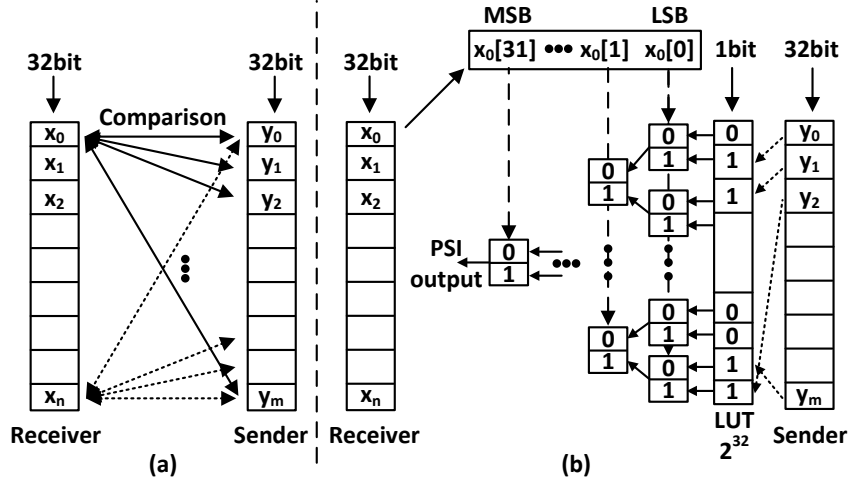 MSB LSB
x0[31] ••• x0[1] x0[0]
32bit 32bit 32bit 1bit 32bit
Comparison
x0 y0 x0 0 0 y0
x1 y1 x1 1 1 y1
0
x2 y2 x2 1 0 1 y2
1
PSI output 0
1
0 0
0 1 0
1 0 1
1 1
xn ym xn ym
Receiver Sender Receiver LUT Sender
2^32
(a) (b)